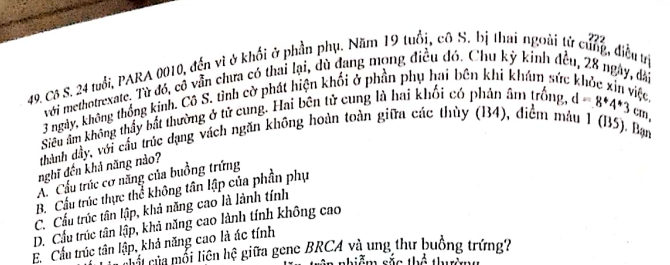 ???
49. Cô S. 24 tuổi, PARA 0010, đến vì ở khối ở phần phụ. Năm 19 tuổi, cô S. bị thai ngoài tử cung, điều trị
với methotrexate. Từ đó, cô vẫn chưa có thai lại, dù đang mong điều đó. Chu kỳ kinh đều, 28 ngày, dài
3 ngày, không thống kinh. Cô S. tình cờ phát hiện khối ở phần phụ hai bên khi khám sức khỏe xin việc.
Siêu âm không thấy bất thường ở tử cung. Hai bên tử cung là hai khối có phản âm trống, d = 8*4*3 cm,
thành dầy, với cấu trúc dạng vách ngăn không hoàn toàn giữa các thùy (B4), điểm mầu 1 (B5). Bạn
nghĩ đến khả năng nào?
A. Cấu trúc cơ năng của buồng trứng
B. Cấu trúc thực thể không tân lập của phần phụ
C. Cấu trúc tân lập, khả năng cao là lành tính
D. Cấu trúc tân lập, khả năng cao lành tính không cao
E. Cấu trúc tân lập, khả năng cao là ác tính
chất của mối liên hệ giữa gene BRCA và ung thư buồng trứng?